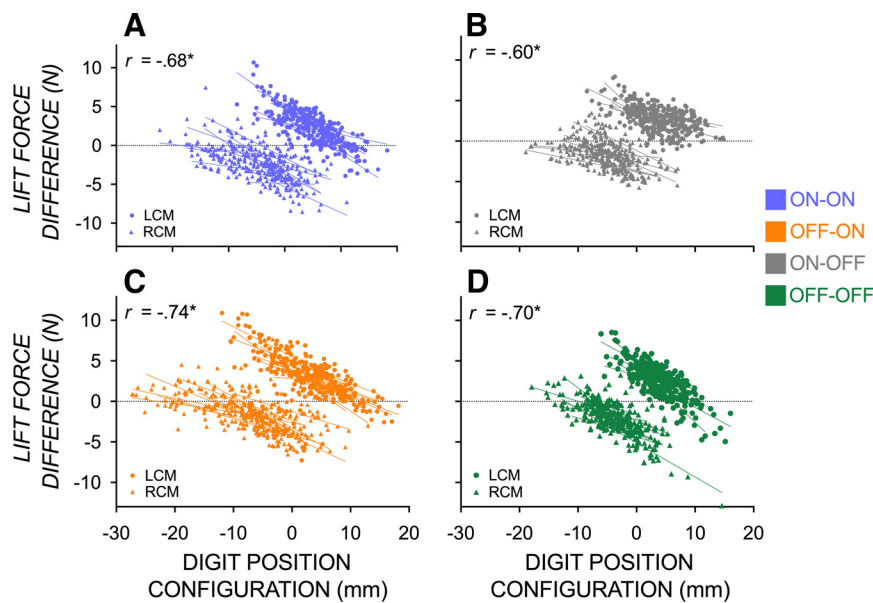 A
r = -.68*
B
r = -.60*
LIFT FORCE
DIFFERENCE (N)
10
5
0
-5
-10
LCM
RCM
LCM
RCM
ON-ON
OFF-ON
ON-OFF
OFF-OFF
C
r = -.74*
D
r = -.70*
LIFT FORCE
DIFFERENCE (N)
10
5
0
-5
-10
LCM
RCM
LCM
RCM
-30 -20 -10 0 10 20
-30 -20 -10 0 10 20
DIGIT POSITION
CONFIGURATION (mm)
DIGIT POSITION
CONFIGURATION (mm)